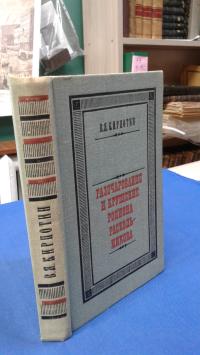 В. Я. КИРПОТИН
РАЗОЧАРОВАНИЕ
И КРУШЕНИЕ
РОДИОНА
РАСКОЛЬ-
НИКОВА
В. Я. КИРПОТИН